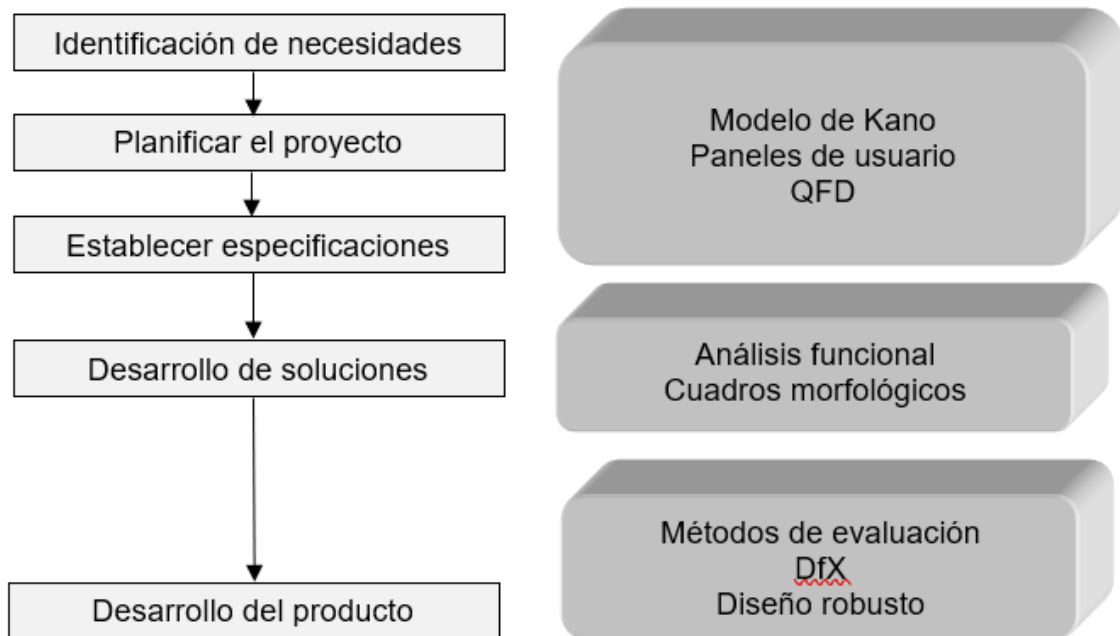 Identificación de necesidades
Planificar el proyecto
Establecer especificaciones
Desarrollo de soluciones
Desarrollo del producto
Modelo de Kano
Paneles de usuario
QFD
Análisis funcional
Cuadros morfológicos
Métodos de evaluación
DfX
Diseño robusto